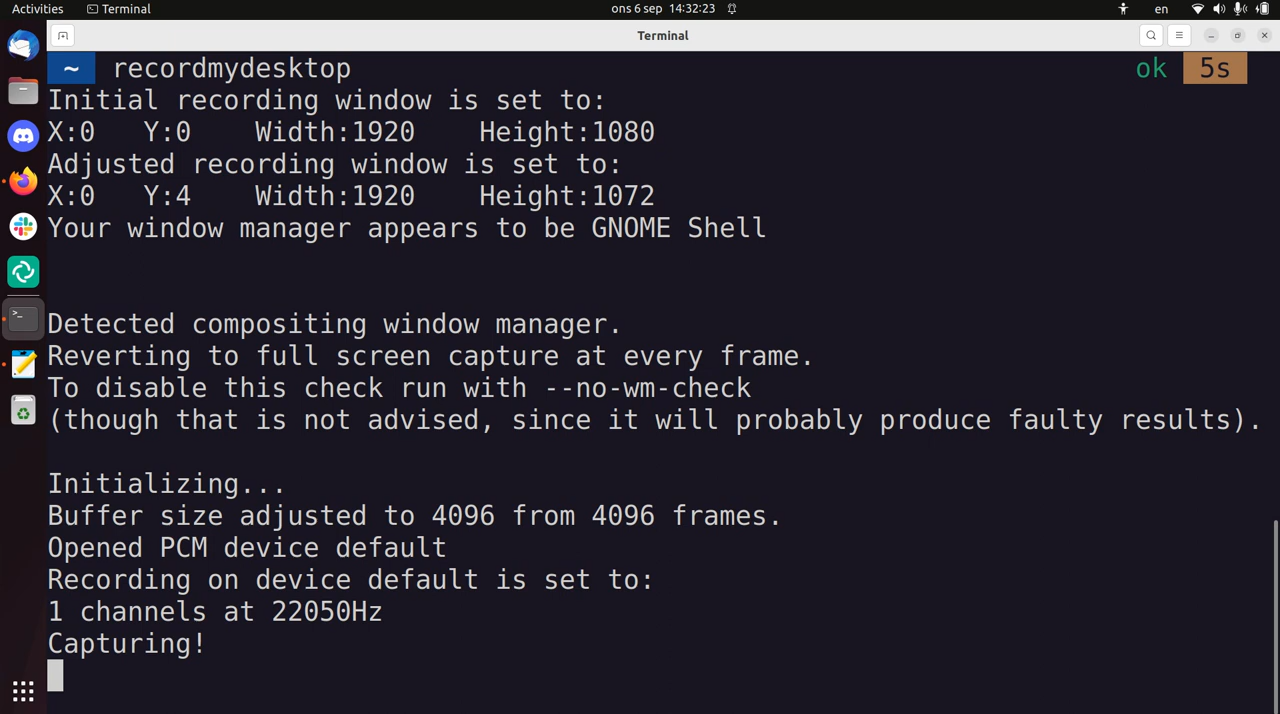 Activities Terminal ons 6 sep 14:32:23 en
Terminal
~ recordmydesktop ok 5s
Initial recording window is set to:
X:0 Y:0 Width:1920 Height:1080
Adjusted recording window is set to:
X:0 Y:4 Width:1920 Height:1072
Your window manager appears to be GNOME Shell
Detected compositing window manager.
Reverting to full screen capture at every frame.
To disable this check run with --no-wm-check
(though that is not advised, since it will probably produce faulty results).
Initializing...
Buffer size adjusted to 4096 from 4096 frames.
Opened PCM device default
Recording on device default is set to:
1 channels at 22050Hz
Capturing!